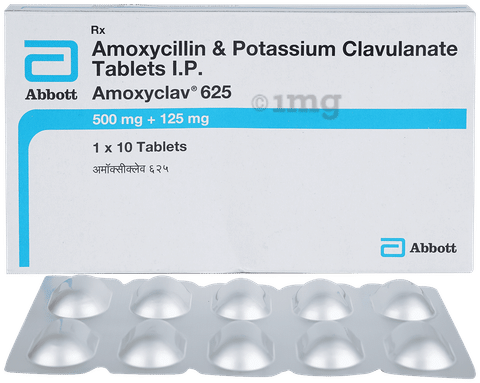 Rx
Amoxycillin & Potassium Clavulanate
Tablets I.P.
Abbott
Amoxyclav® 625
©1mg
500 mg + 125 mg
1 x 10 Tablets
अमॉक्सीक्लेव ६२५
Abbott